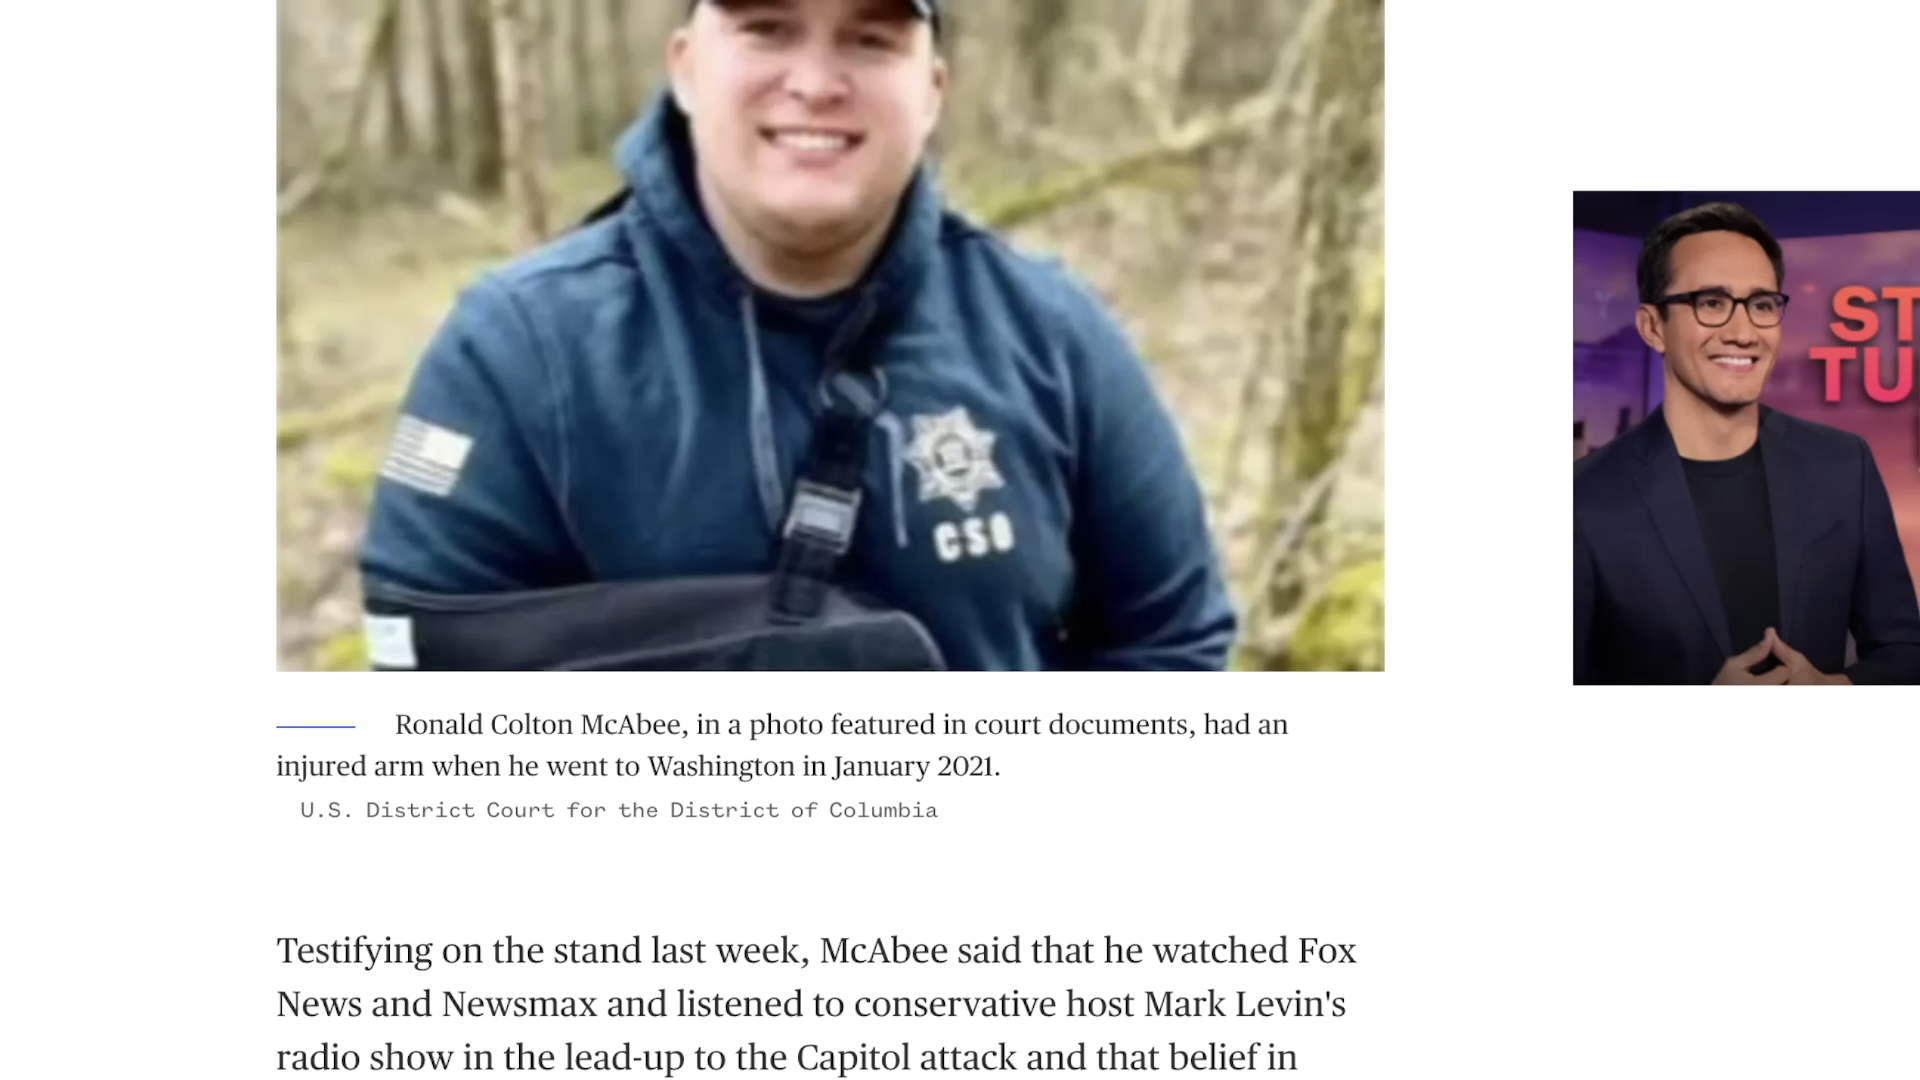 CSO
ST
TU
Ronald Colton McAbee, in a photo featured in court documents, had an
injured arm when he went to Washington in January 2021.
U.S. District Court for the District of Columbia
Testifying on the stand last week, McAbee said that he watched Fox
News and Newsmax and listened to conservative host Mark Levin's
radio show in the lead-up to the Capitol attack and that belief in